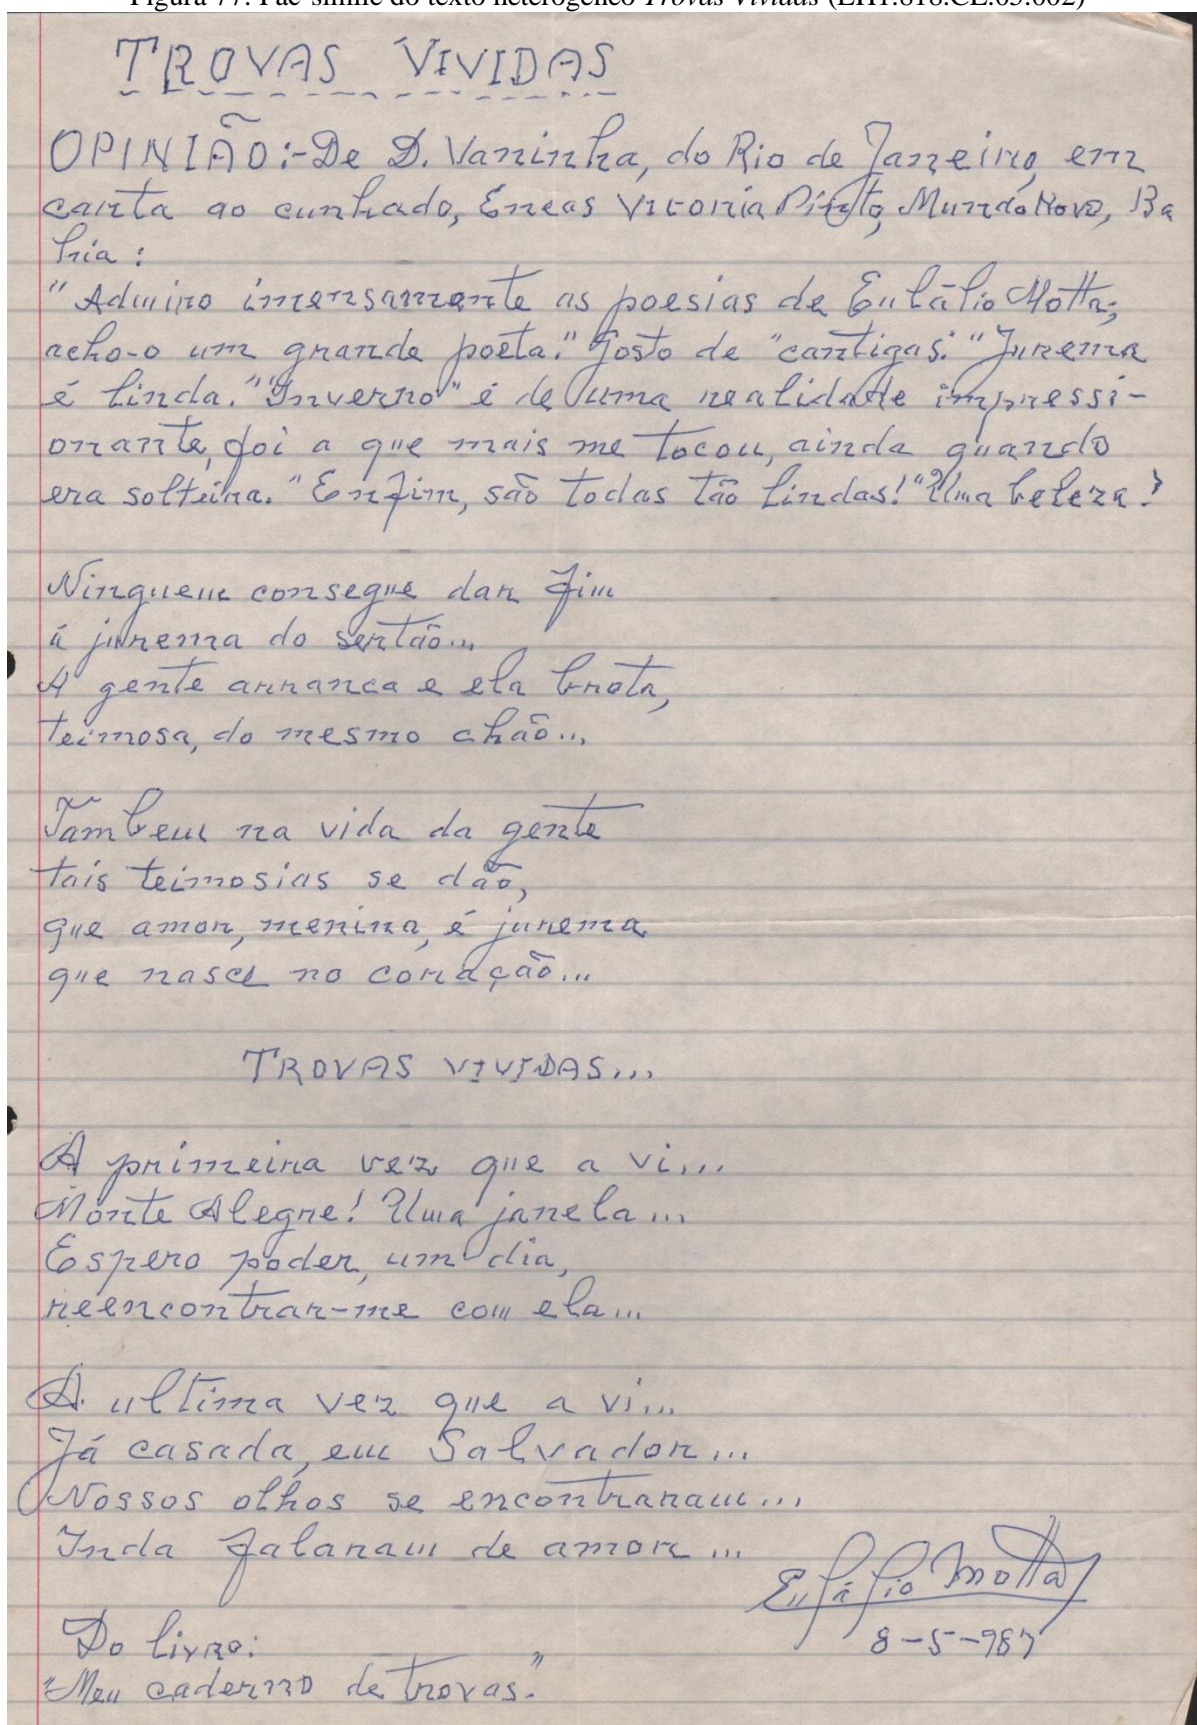 Figura 77: Fac-símile do texto heterogêneo Trovas Vividas (EH1.818.CL.05.002)
TROVAS VIVIDAS
OPINIÃO:-De D. Vaninha, do Rio de Janeiro, em
carta ao cunhado, Eneas Vitoria Pinto, Mundo Novo, Ba
hia:
"Admiro imensamente as poesias de Eulálio Motta;
acho-o um grande poeta." Gosto de "cantigas." "Jurema
é linda." "Inverno" é de uma realidade impressi-
onante, foi a que mais me tocou, ainda quando
era solteira. "Enfim, são todas tão lindas!" "Uma beleza!
Ninguem consegue dar fim
á jurema do sertão...
A gente arranca e ela brota,
teimosa, do mesmo chão...
Tambem na vida da gente
tais teimosias se dão,
que amor, menina, é jurema
que nasce no coração...
TROVAS VIVIDAS...
A primeira vez que a vi...
Monte Alegre! Uma janela...
Espero poder, um dia,
reencontrar-me com ela...
A ultima vez que a vi...
Já casada, em Salvador...
Nossos olhos se encontraram...
Inda falaram de amor...
Eulálio Motta
8-5-987
Do livro:
"Meu caderno de trovas."